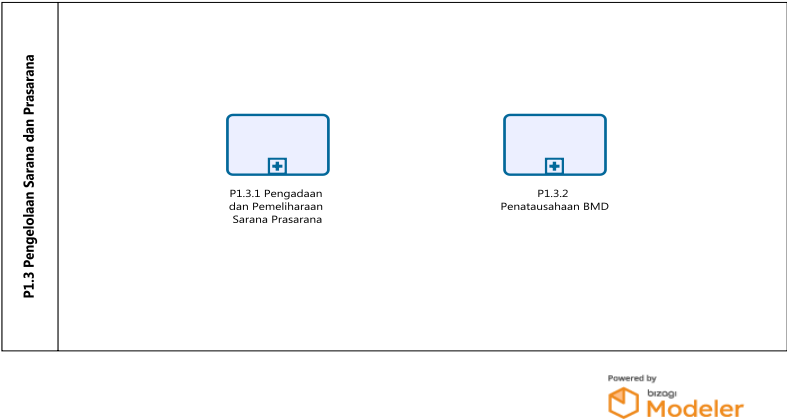 P1.3 Pengelolaan Sarana dan Prasarana
P1.3.1 Pengadaan
dan Pemeliharaan
Sarana Prasarana
P1.3.2
Penatausahaan BMD
Powered by
bizagi
Modeler